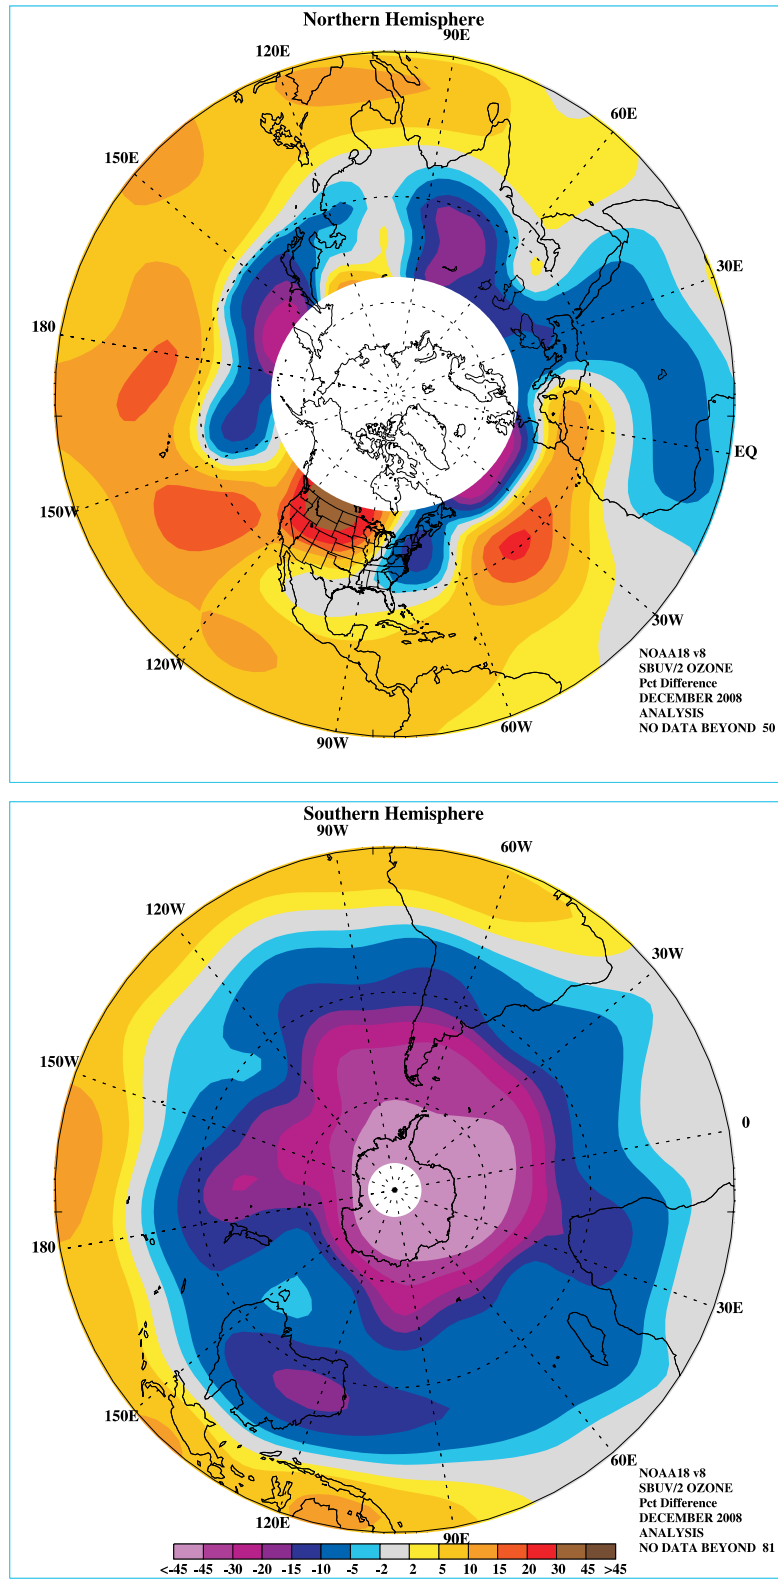 Northern Hemisphere
90E
120E
60E
150E
30E
180
EQ
150W
30W
120W
60W
90W
NOAA18 v8
SBUV/2 OZONE
Pct Difference
DECEMBER 2008
ANALYSIS
NO DATA BEYOND 50
Southern Hemisphere
90W
60W
120W
30W
150W
0
180
30E
150E
60E
120E
90E
NOAA18 v8
SBUV/2 OZONE
Pct Difference
DECEMBER 2008
ANALYSIS
NO DATA BEYOND 81
<-45 -45 -30 -20 -15 -10 -5 -2 2 5 10 15 20 30 45 >45